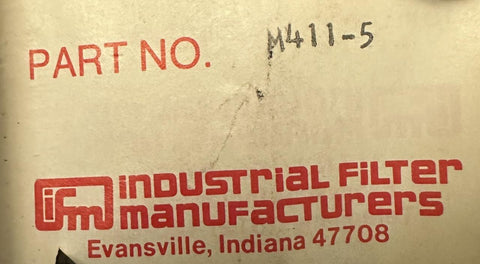 PART NO. M411-5
ifm INDUSTRIAL FILTER
MANUFACTURERS
Evansville, Indiana 47708